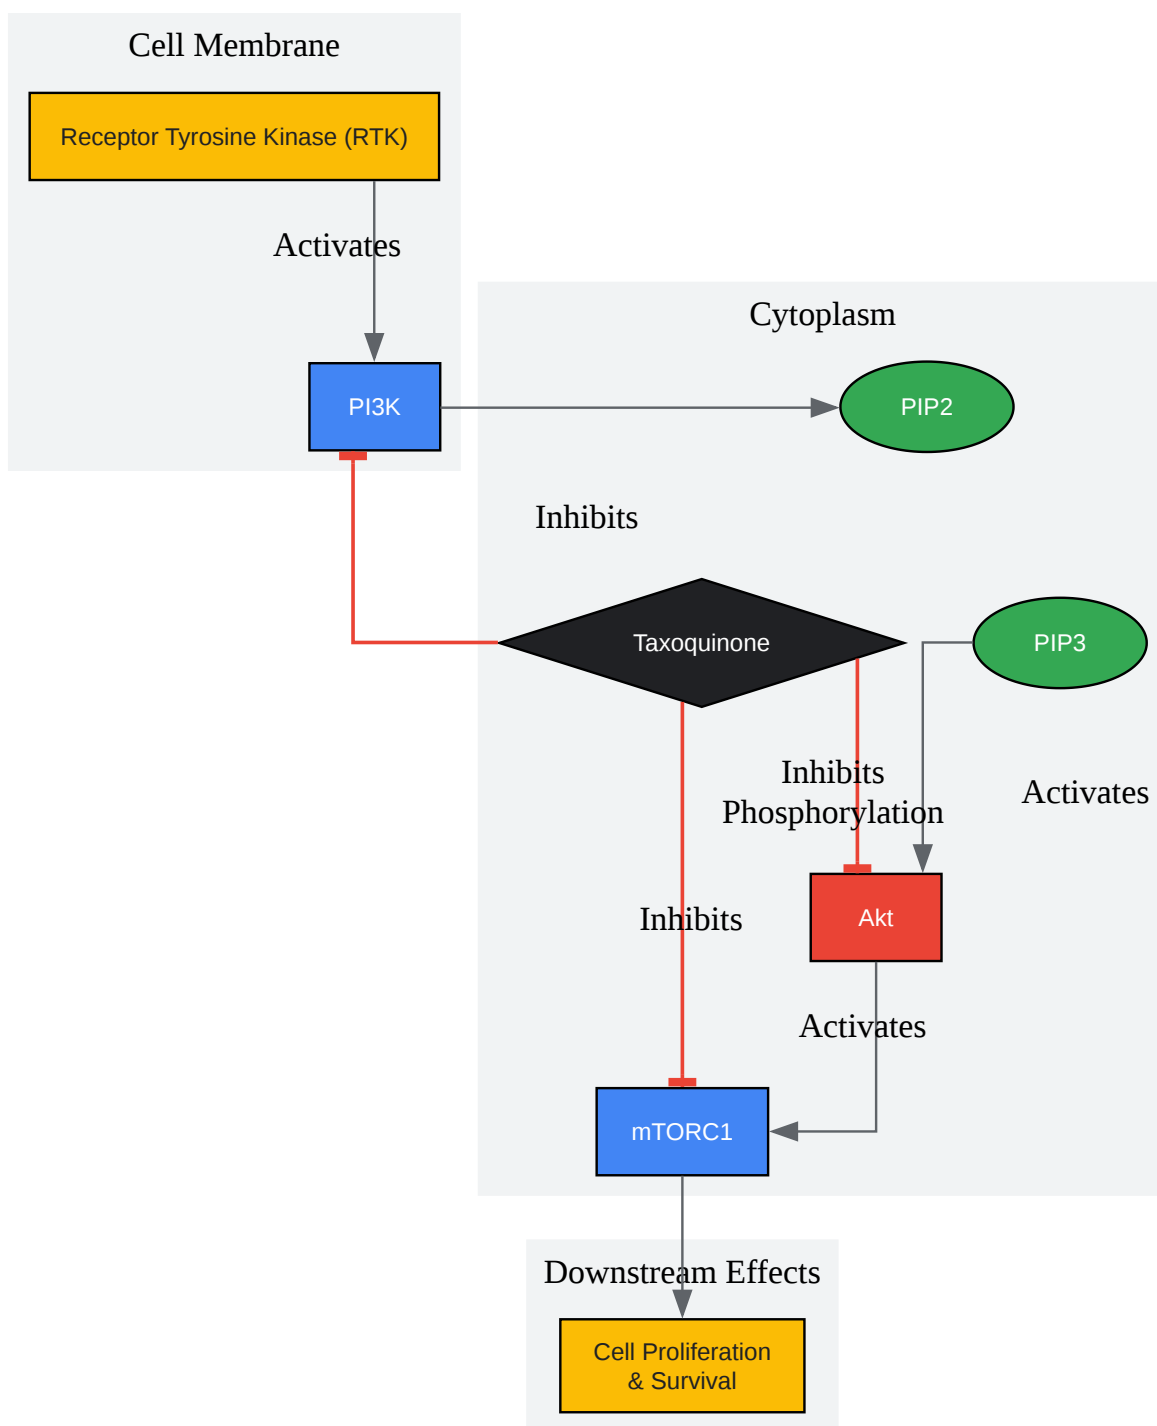 Cell Membrane
Receptor Tyrosine Kinase (RTK)
Activates
Cytoplasm
PI3K
PIP2
Inhibits
Taxoquinone
PIP3
Inhibits
Phosphorylation
Activates
Inhibits
Akt
Activates
mTORC1
Downstream Effects
Cell Proliferation
& Survival